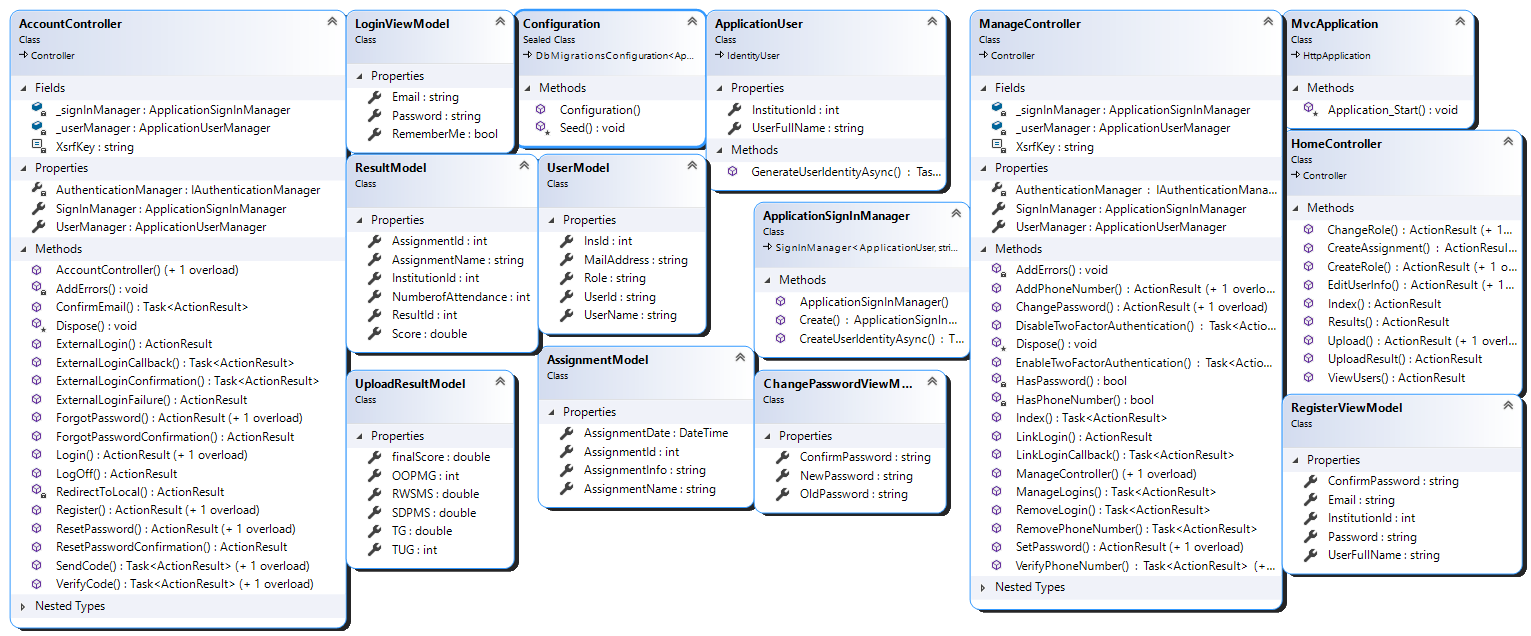 AccountController
Class
Controller
Fields
_signInManager : ApplicationSignInManager
_userManager : ApplicationUserManager
XsrfKey : string
Properties
AuthenticationManager : IAuthenticationManager
SignInManager : ApplicationSignInManager
UserManager : ApplicationUserManager
Methods
AccountController() (+ 1 overload)
AddErrors() : void
ConfirmEmail() : Task<ActionResult>
Dispose() : void
ExternalLogin() : ActionResult
ExternalLoginCallback() : Task<ActionResult>
ExternalLoginConfirmation() : Task<ActionResult>
ExternalLoginFailure() : ActionResult
ForgotPassword() : ActionResult (+ 1 overload)
ForgotPasswordConfirmation() : ActionResult
Login() : ActionResult (+ 1 overload)
LogOff() : ActionResult
RedirectToLocal() : ActionResult
Register() : ActionResult (+ 1 overload)
ResetPassword() : ActionResult (+ 1 overload)
ResetPasswordConfirmation() : ActionResult
SendCode() : Task<ActionResult> (+ 1 overload)
VerifyCode() : Task<ActionResult> (+ 1 overload)
Nested Types
LoginViewModel
Class
Properties
Email : string
Password : string
RememberMe : bool
ResultModel
Class
Properties
AssignmentId : int
AssignmentName : string
InstitutionId : int
NumberofAttendance : int
ResultId : int
Score : double
UploadResultModel
Class
Properties
finalScore : double
OOPMG : int
RWSMS : double
SDPMS : double
TG : double
TUG : int
Configuration
Sealed Class
DbMigrationsConfiguration<Ap...
Methods
Configuration()
Seed() : void
UserModel
Class
Properties
InsId : int
MailAddress : string
Role : string
UserId : string
UserName : string
AssignmentModel
Class
Properties
AssignmentDate : DateTime
AssignmentId : int
AssignmentInfo : string
AssignmentName : string
ApplicationUser
Class
IdentityUser
Properties
InstitutionId : int
UserFullName : string
Methods
GenerateUserIdentityAsync() : Tas...
ApplicationSignInManager
Class
SignInManager<ApplicationUser, stri...
Methods
ApplicationSignInManager()
Create() : ApplicationSignIn...
CreateUserIdentityAsync() : T...
ChangePasswordViewM...
Class
Properties
ConfirmPassword : string
NewPassword : string
OldPassword : string
ManageController
Class
Controller
Fields
_signInManager : ApplicationSignInManager
_userManager : ApplicationUserManager
XsrfKey : string
Properties
AuthenticationManager : IAuthenticationMana...
SignInManager : ApplicationSignInManager
UserManager : ApplicationUserManager
Methods
AddErrors() : void
AddPhoneNumber() : ActionResult (+ 1 overlo...
ChangePassword() : ActionResult (+ 1 overload)
DisableTwoFactorAuthentication() : Task<Actio...
Dispose() : void
EnableTwoFactorAuthentication() : Task<Actio...
HasPassword() : bool
HasPhoneNumber() : bool
Index() : Task<ActionResult>
LinkLogin() : ActionResult
LinkLoginCallback() : Task<ActionResult>
ManageController() (+ 1 overload)
ManageLogins() : Task<ActionResult>
RemoveLogin() : Task<ActionResult>
RemovePhoneNumber() : Task<ActionResult>
SetPassword() : ActionResult (+ 1 overload)
VerifyPhoneNumber() : Task<ActionResult> (+...
Nested Types
MvcApplication
Class
HttpApplication
Methods
Application_Start() : void
HomeController
Class
Controller
Methods
ChangeRole() : ActionResult (+ 1...
CreateAssignment() : ActionResul...
CreateRole() : ActionResult (+ 1 o...
EditUserInfo() : ActionResult (+ 1...
Index() : ActionResult
Results() : ActionResult
Upload() : ActionResult (+ 1 overl...
UploadResult() : ActionResult
ViewUsers() : ActionResult
RegisterViewModel
Class
Properties
ConfirmPassword : string
Email : string
InstitutionId : int
Password : string
UserFullName : string